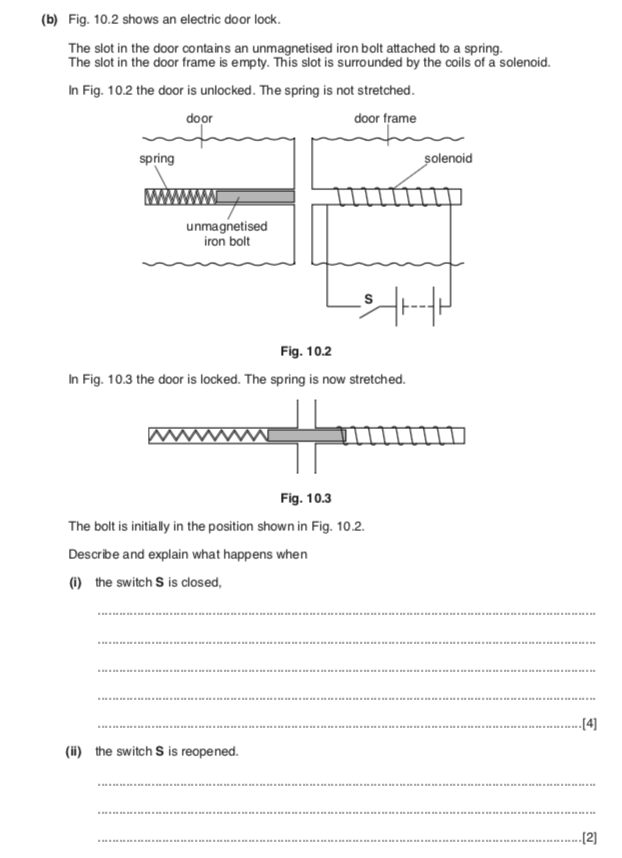 (b) Fig. 10.2 shows an electric door lock.
The slot in the door contains an unmagnetised iron bolt attached to a spring.
The slot in the door frame is empty. This slot is surrounded by the coils of a solenoid.
In Fig. 10.2 the door is unlocked. The spring is not stretched.
door door frame
spring solenoid
unmagnetised
iron bolt
S
Fig. 10.2
In Fig. 10.3 the door is locked. The spring is now stretched.
Fig. 10.3
The bolt is initially in the position shown in Fig. 10.2.
Describe and explain what happens when
(i) the switch S is closed,
[4]
(ii) the switch S is reopened.
[2]